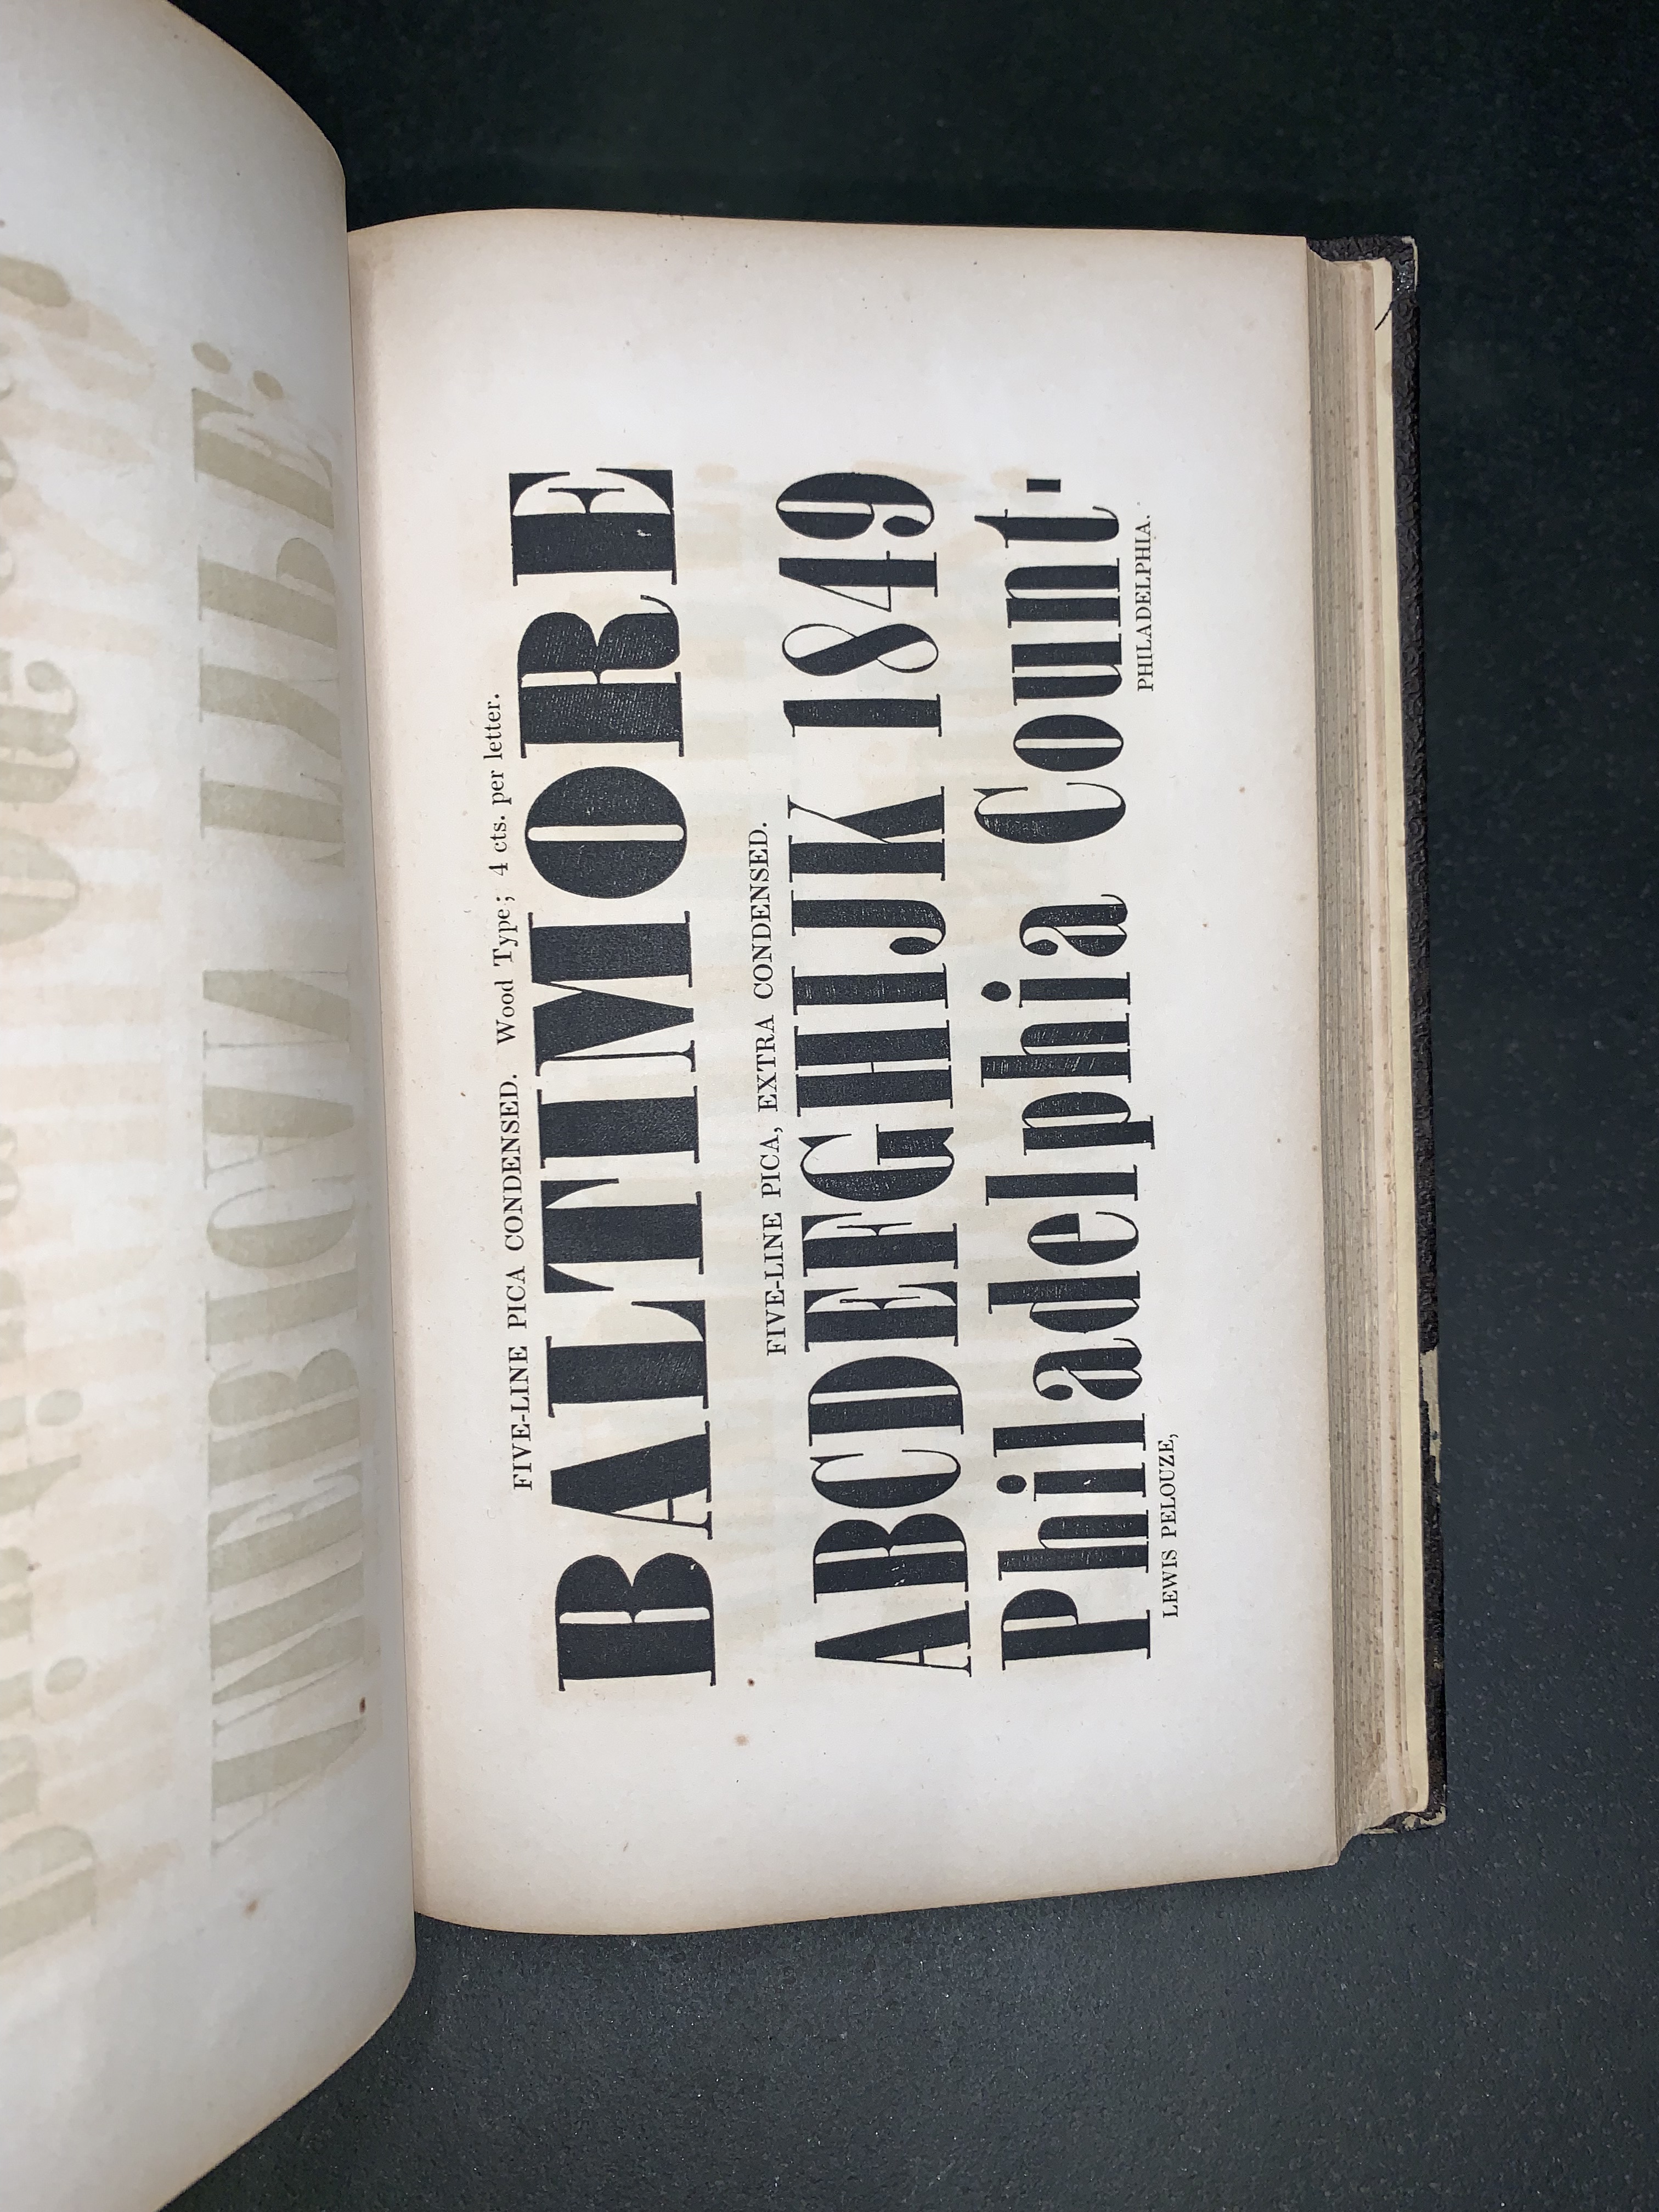 FIVE-LINE PICA CONDENSED. Wood Type; 4 cts. per letter.
BALTIMORE
FIVE-LINE PICA, EXTRA CONDENSED.
ABCDEFGHIJK 1849
Philadelphia Count-
LEWIS PELOUZE, PHILADELPHIA.